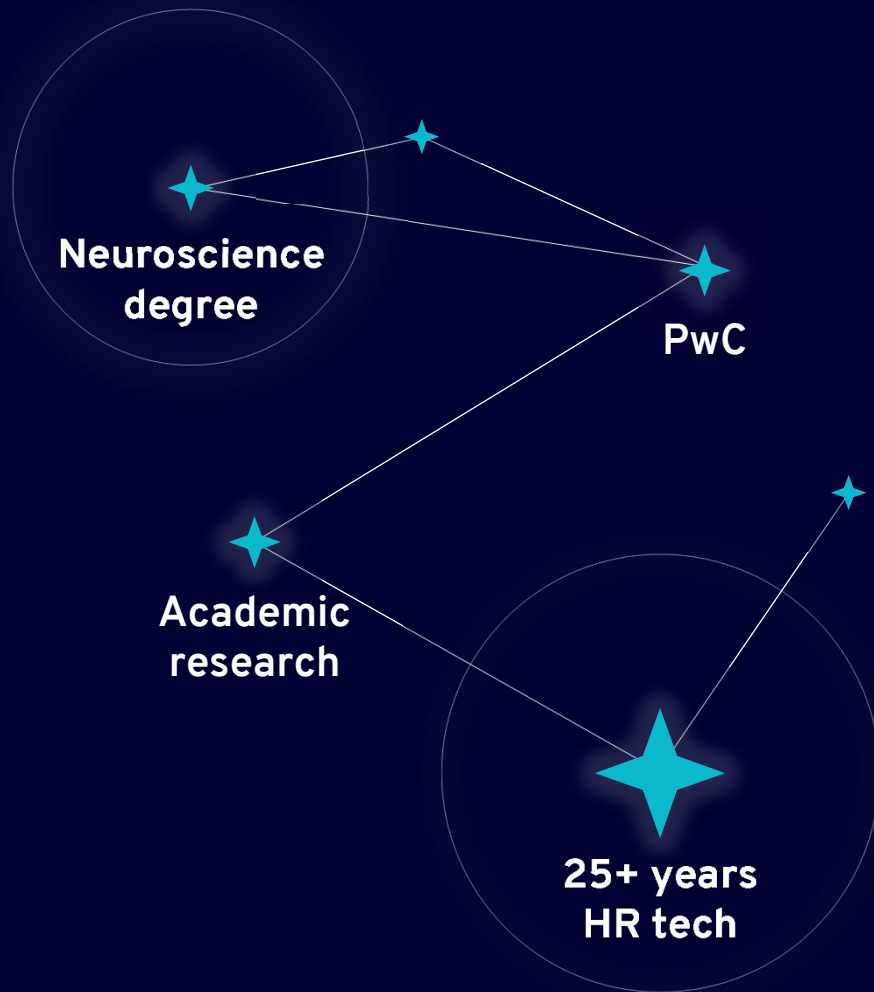 Neuroscience
degree
PwC
Academic
research
25+ years
HR tech